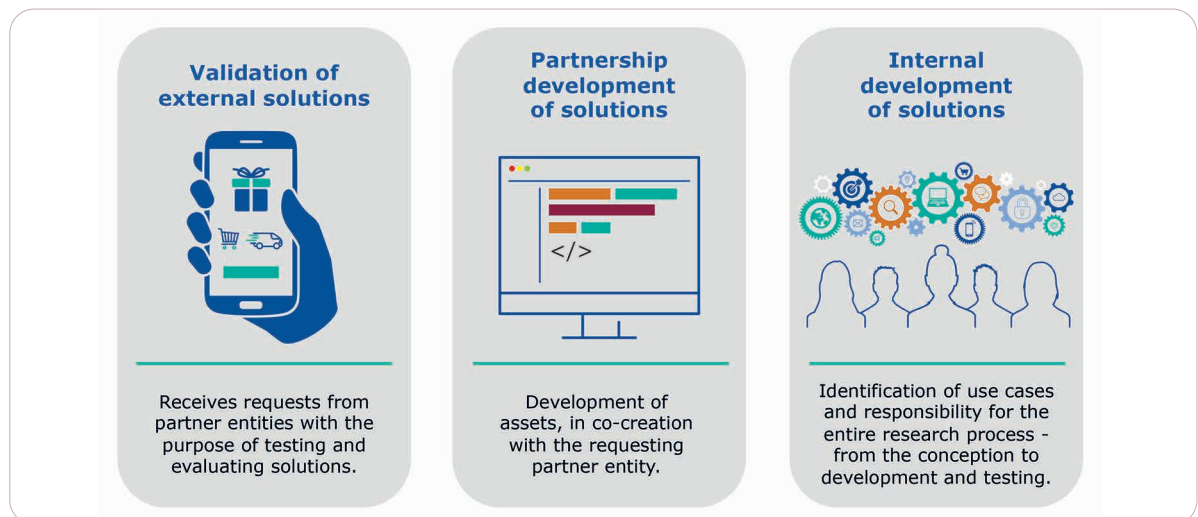 Validation of
external solutions
Receives requests from
partner entities with the
purpose of testing and
evaluating solutions.
Partnership
development
of solutions
</>
Development of
assets, in co-creation
with the requesting
partner entity.
Internal
development
of solutions
Identification of use cases
and responsibility for the
entire research process -
from the conception to
development and testing.